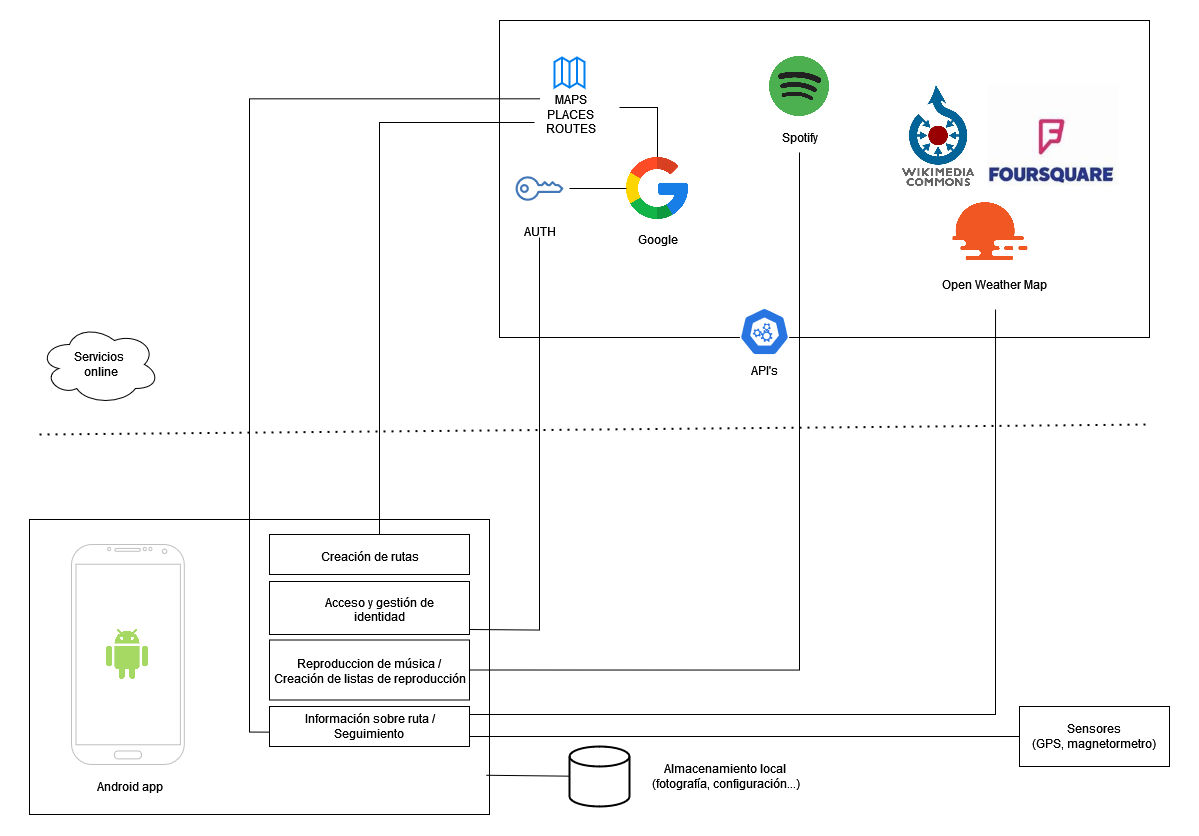 MAPS
PLACES
ROUTES
AUTH
Google
Spotify
WIKIMEDIA
COMMONS
FOURSQUARE
Open Weather Map
API's
Servicios
online
Creación de rutas
Acceso y gestión de
identidad
Reproduccion de música /
Creación de listas de reproducción
Información sobre ruta /
Seguimiento
Android app
Sensores
(GPS, magnetormetro)
Almacenamiento local
(fotografía, configuración...)